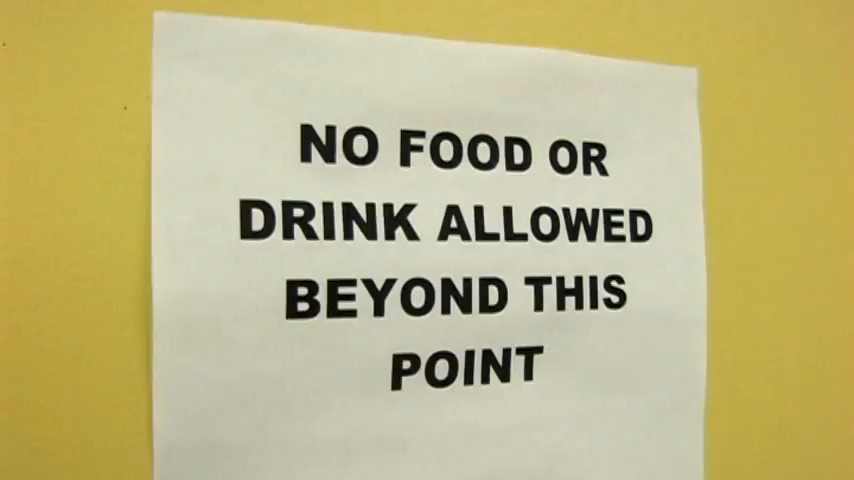 NO FOOD OR
DRINK ALLOWED
BEYOND THIS
POINT